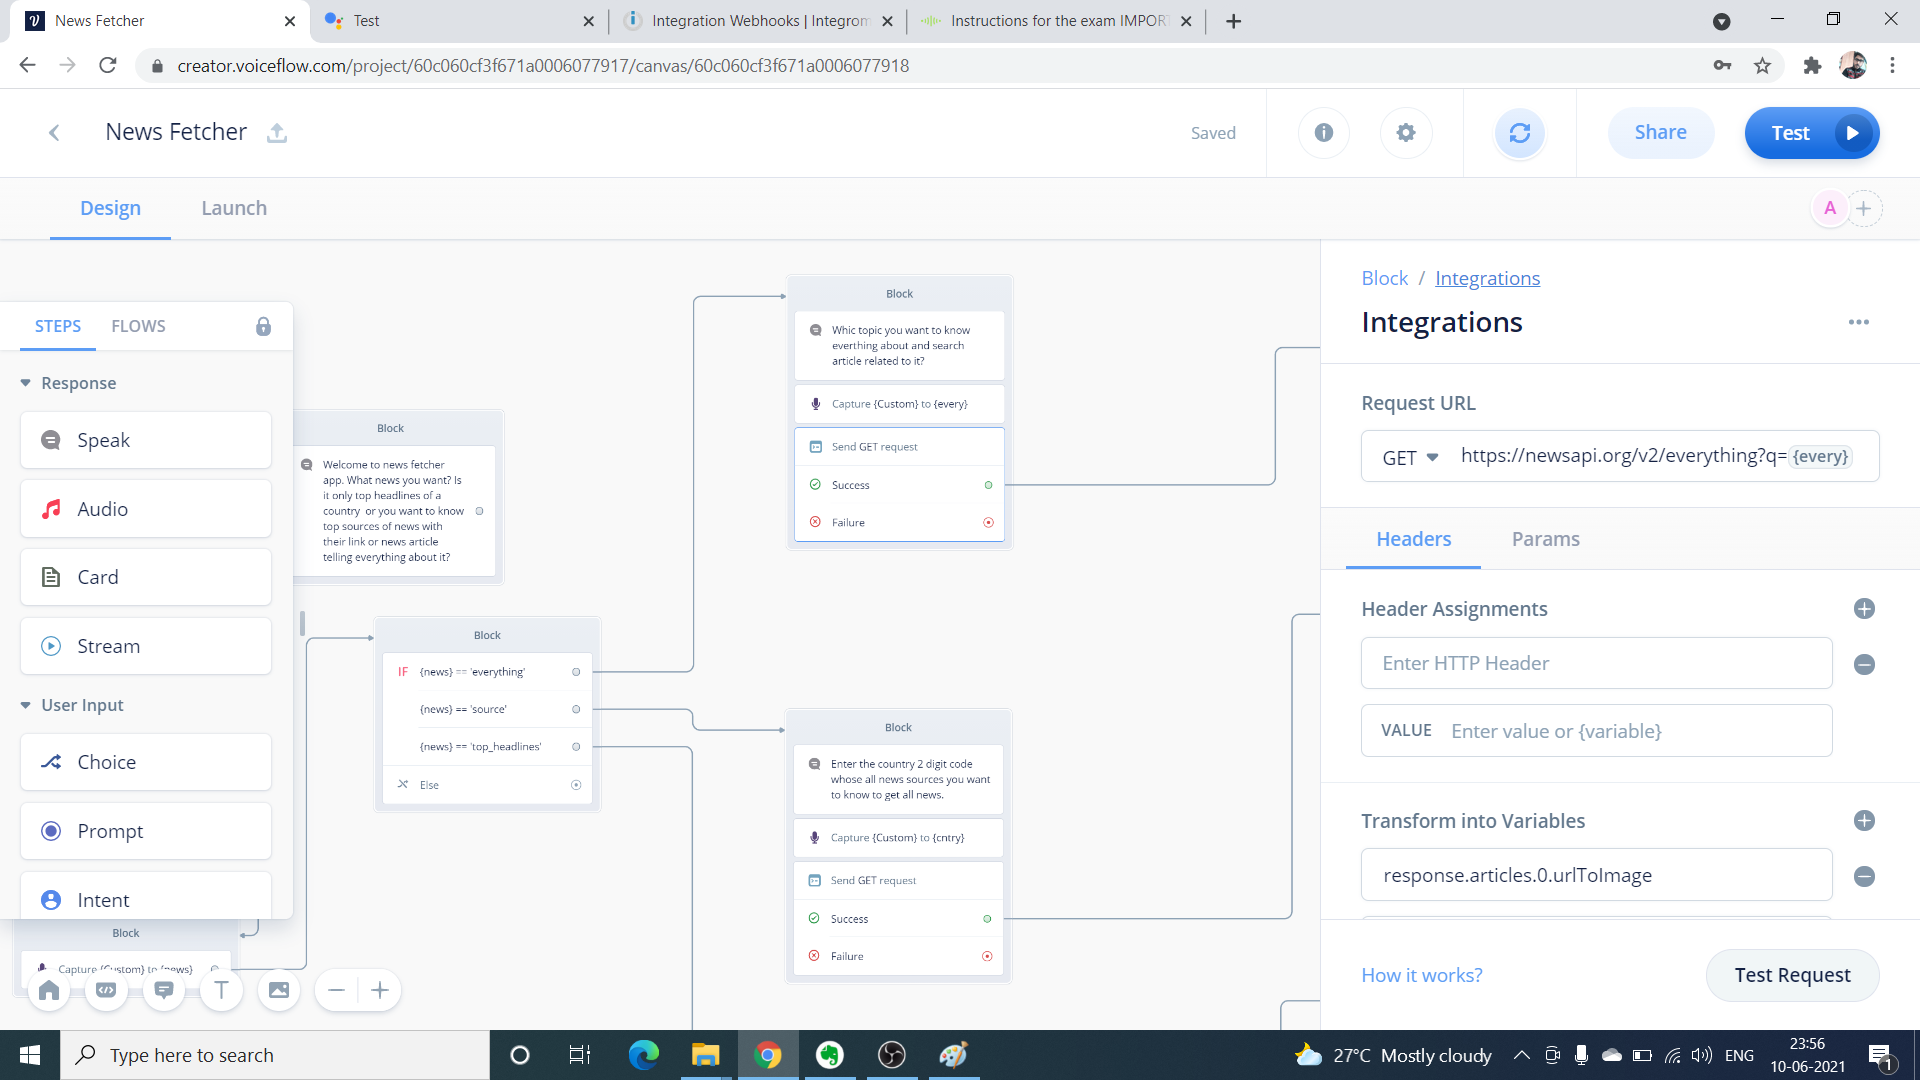 News Fetcher
Test
Integration Webhooks | Integrom
Instructions for the exam IMPORT
creator.voiceflow.com/project/60c060cf3f671a0006077917/canvas/60c060cf3f671a0006077918
News Fetcher
Saved
Share
Test
Design
Launch
A
STEPS
FLOWS
Response
Speak
Audio
Card
Stream
User Input
Choice
Prompt
Intent
Block
Welcome to news fetcher
app. What news you want? Is
it only top headlines of a
country or you want to know
top sources of news with
their link or news article
telling everything about it?
Block
IF {news} == 'everything'
{news} == 'source'
{news} == 'top_headlines'
Else
Block
Capture {Custom} to {news}
Block
Whic topic you want to know
everthing about and search
article related to it?
Capture {Custom} to {every}
Send GET request
Success
Failure
Block
Enter the country 2 digit code
whose all news sources you want
to know to get all news.
Capture {Custom} to {cntry}
Send GET request
Success
Failure
Block / Integrations
Integrations
Request URL
GET https://newsapi.org/v2/everything?q={every}
Headers
Params
Header Assignments
Enter HTTP Header
VALUE Enter value or {variable}
Transform into Variables
response.articles.0.urlToImage
How it works?
Test Request
T
Type here to search
27°C Mostly cloudy
ENG
23:56
10-06-2021
1